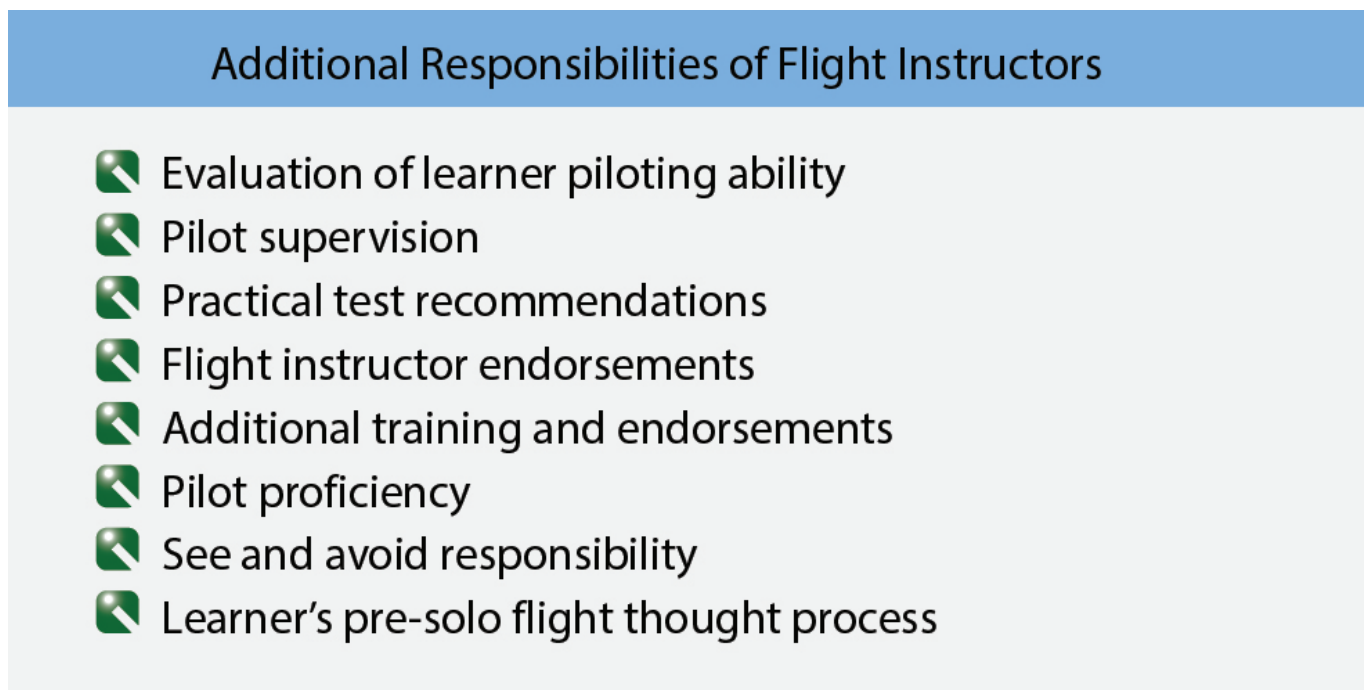 Additional Responsibilities of Flight Instructors
Evaluation of learner piloting ability
Pilot supervision
Practical test recommendations
Flight instructor endorsements
Additional training and endorsements
Pilot proficiency
See and avoid responsibility
Learner’s pre-solo flight thought process